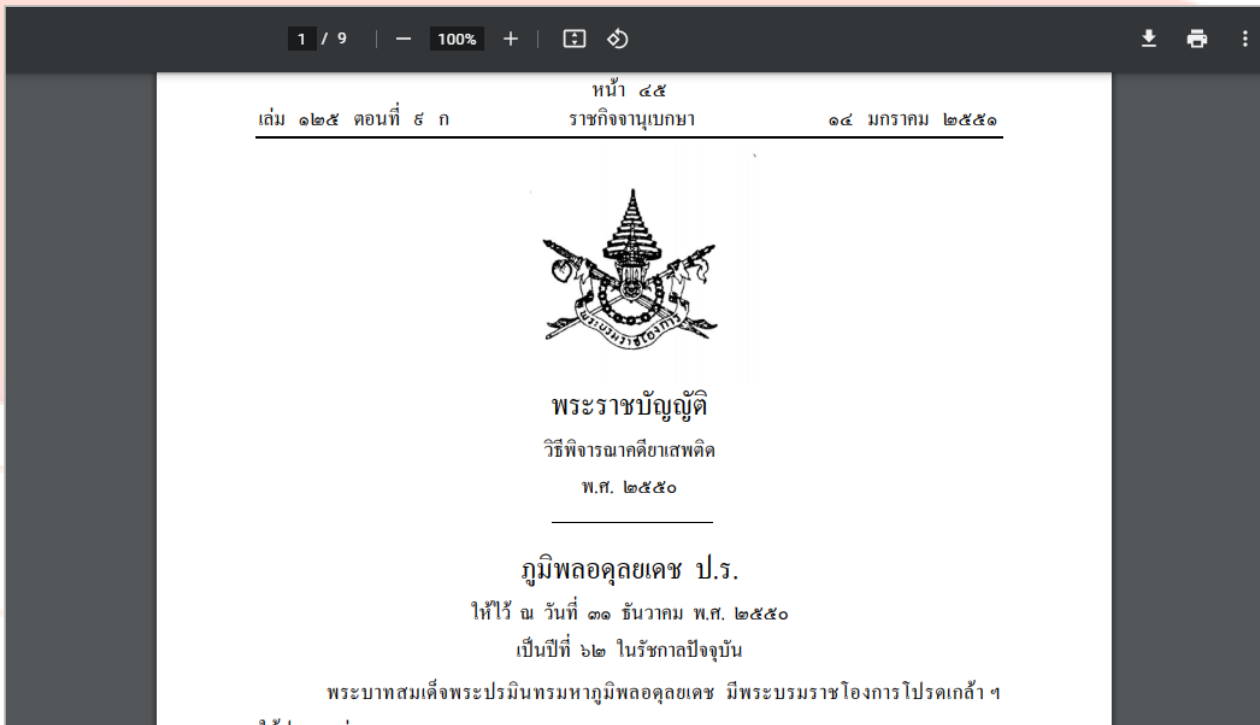 1 / 9 | — 100% + |
หน้า ๔๕
เล่ม ๑๒๕ ตอนที่ ๙ ก ราชกิจจานุเบกษา ๑๔ มกราคม ๒๕๕๑
พระบรมราชโองการ
พระราชบัญญัติ
วิธีพิจารณาคดียาเสพติด
พ.ศ. ๒๕๕๐
ภูมิพลอดุลยเดช ป.ร.
ให้ไว้ ณ วันที่ ๓๑ ธันวาคม พ.ศ. ๒๕๕๐
เป็นปีที่ ๖๒ ในรัชกาลปัจจุบัน
พระบาทสมเด็จพระปรมินทรมหาภูมิพลอดุลยเดช มีพระบรมราชโองการโปรดเกล้า ฯ